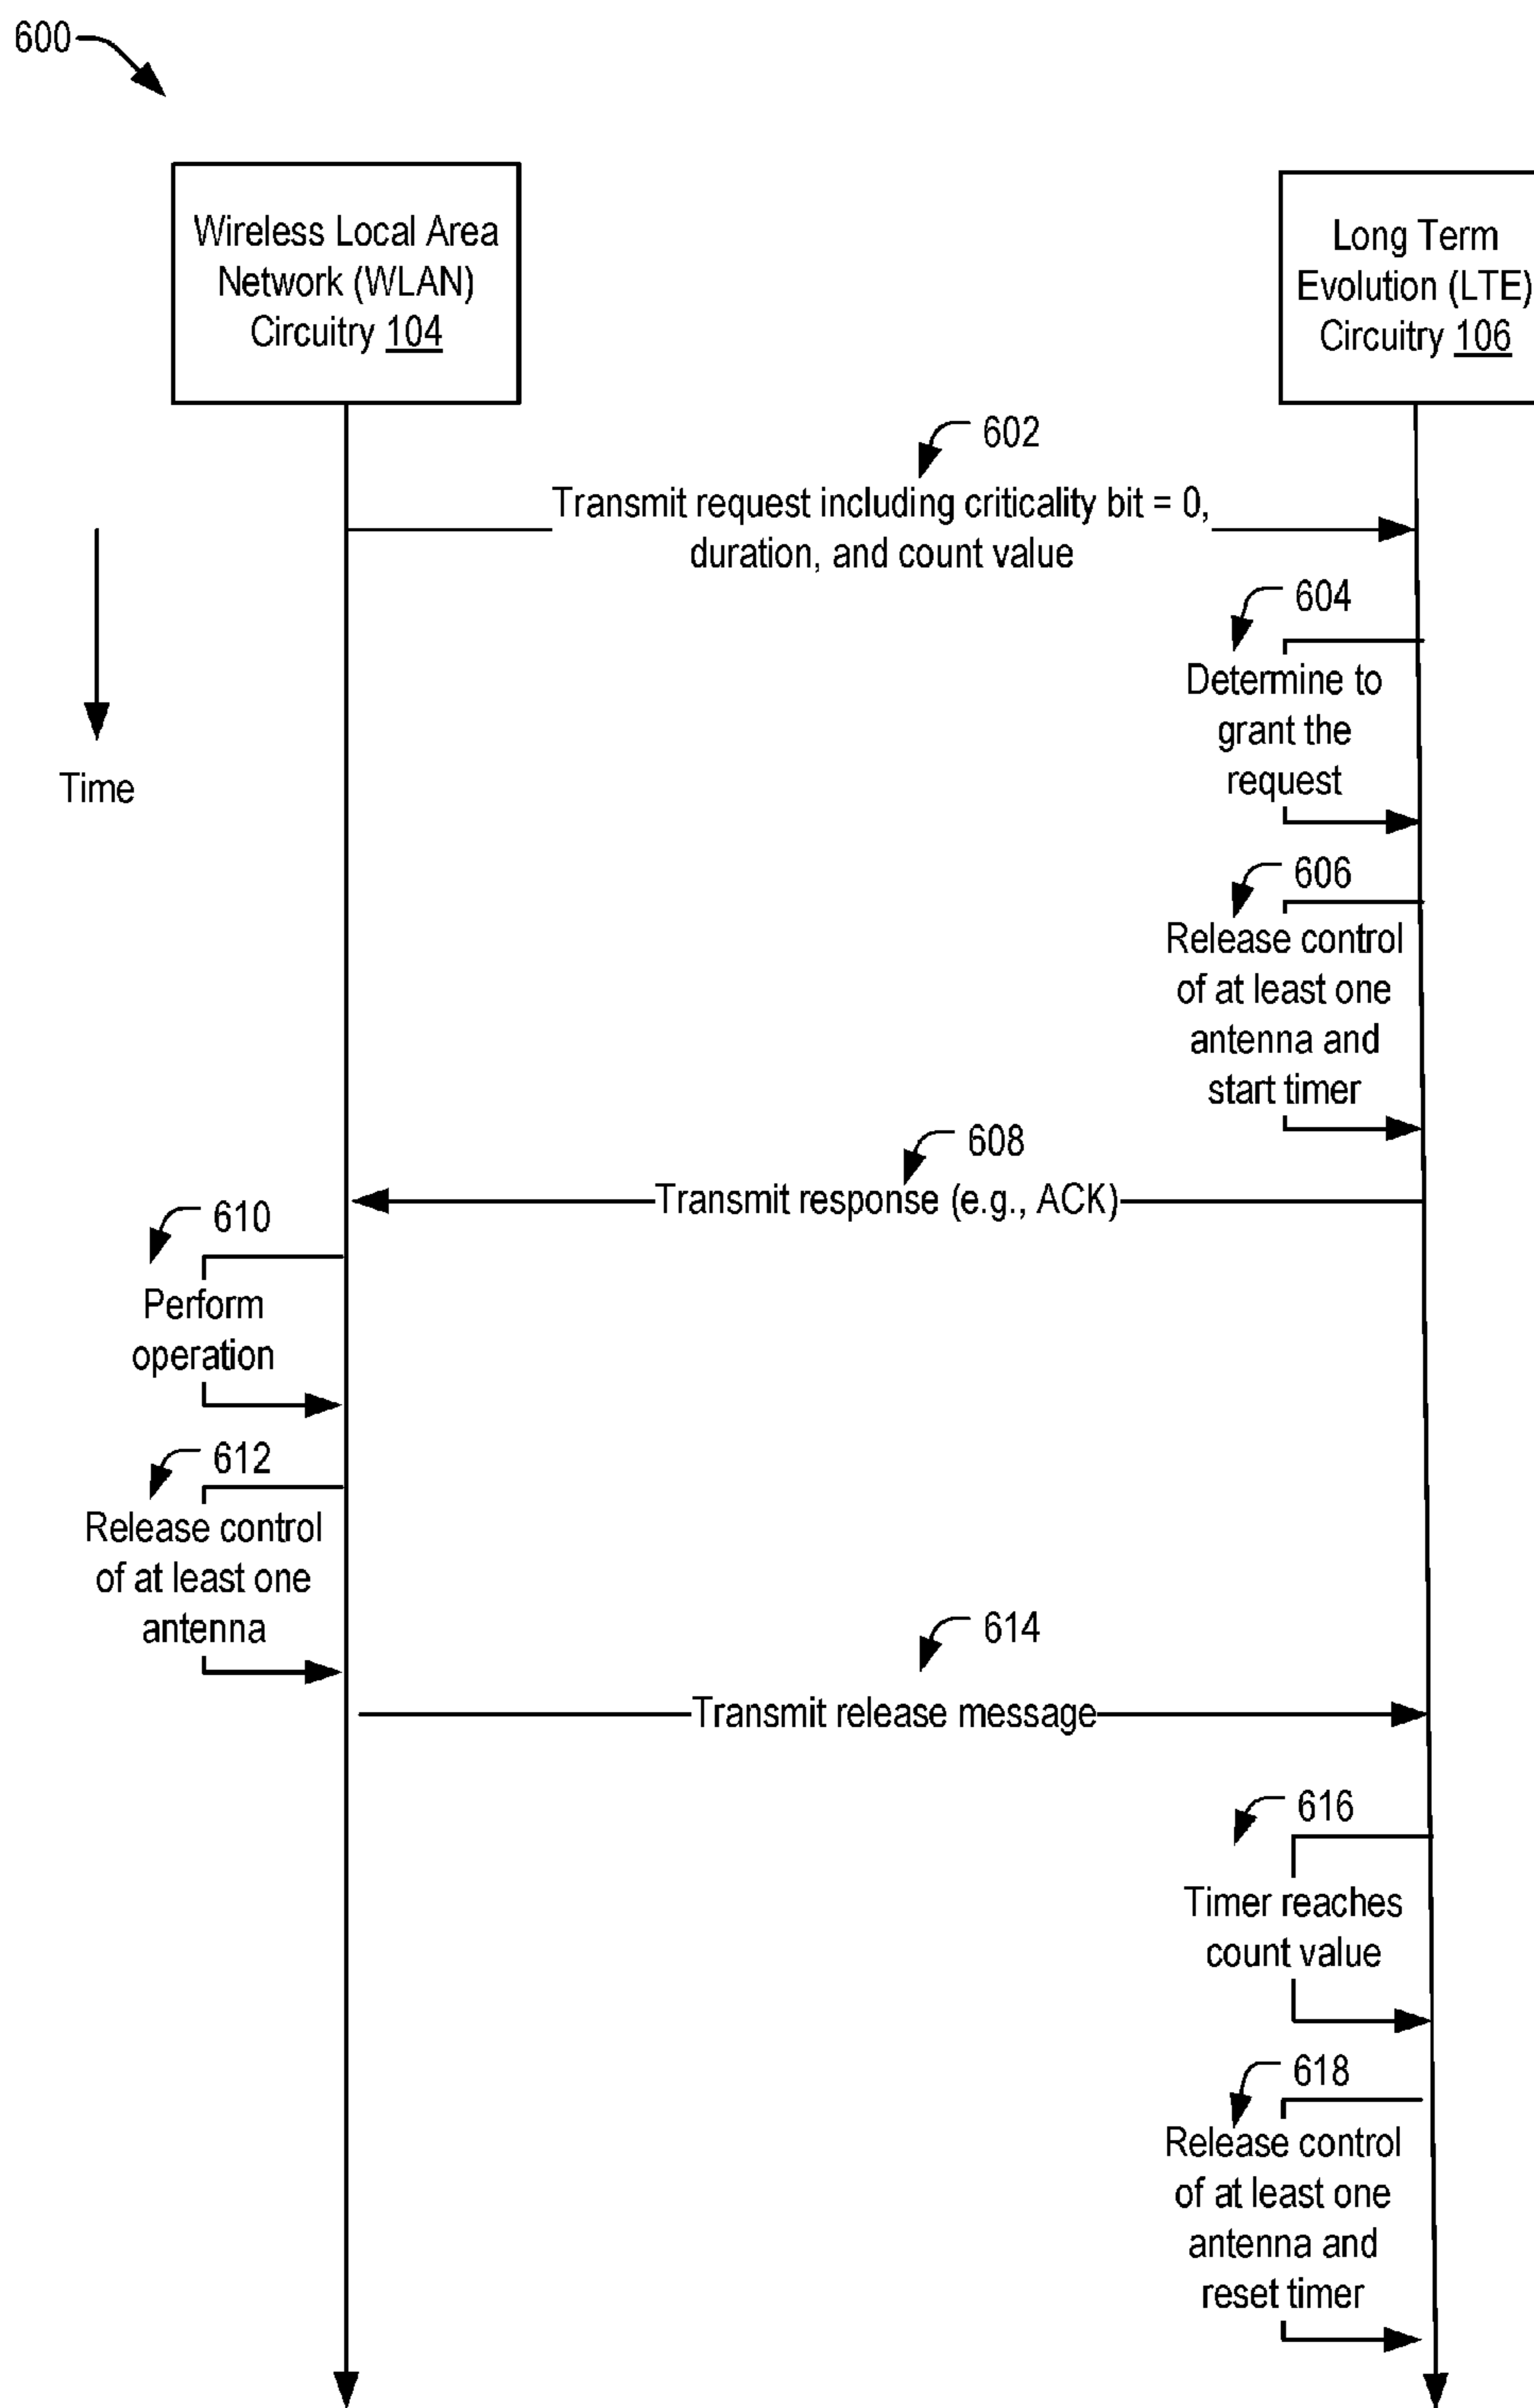 600
Wireless Local Area
Network (WLAN)
Circuitry 104
Long Term
Evolution (LTE)
Circuitry 106
602
Transmit request including criticality bit = 0,
duration, and count value
Time
604
Determine to
grant the
request
606
Release control
of at least one
antenna and
start timer
608
Transmit response (e.g., ACK)
610
Perform
operation
612
Release control
of at least one
antenna
614
Transmit release message
616
Timer reaches
count value
618
Release control
of at least one
antenna and
reset timer